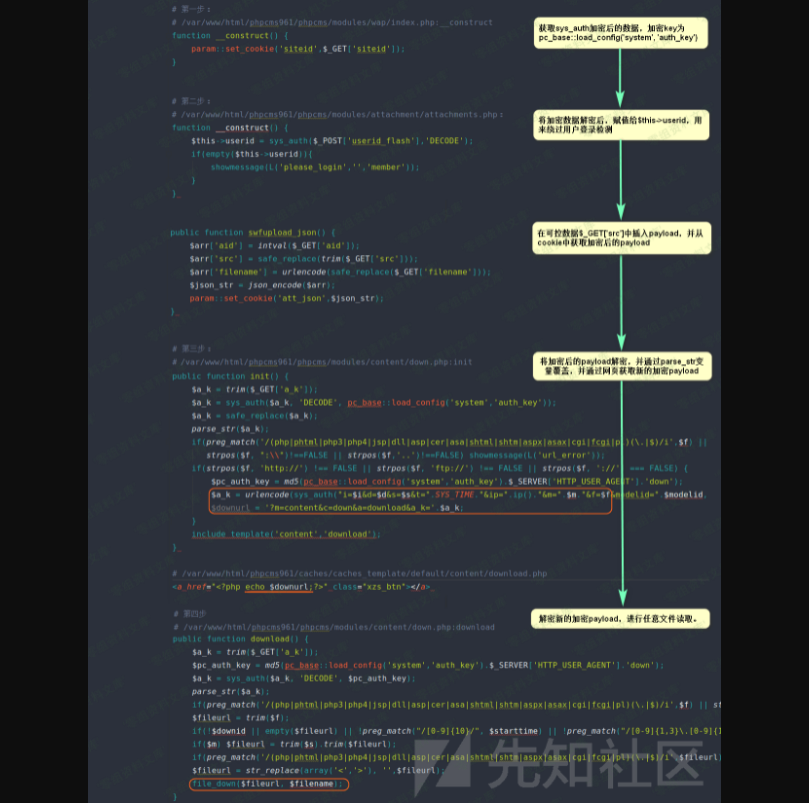 # 第一步：
# /var/www/html/phpcms961/phpcms/modules/wap/index.php:__construct
function __construct() {
param::set_cookie('siteid',$_GET['siteid']);
}
获取sys_auth加密后的数据，加密key为
pc_base::load_config('system', 'auth_key')
# 第二步：
# /var/www/html/phpcms961/phpcms/modules/attachment/attachments.php:
function __construct() {
$this->userid = sys_auth($_POST['userid_flash'],'DECODE');
if(empty($this->userid)){
showmessage(L('please_login','','member'));
}
}
将加密数据解密后，赋值给$this->userid，用
来绕过用户登录检测
public function swfupload_json() {
$arr['aid'] = intval($_GET['aid']);
$arr['src'] = safe_replace(trim($_GET['src']));
$arr['filename'] = urlencode(safe_replace($_GET['filename']));
$json_str = json_encode($arr);
param::set_cookie('att_json',$json_str);
}
在可控数据$_GET['src']中插入payload，并从
cookie中获取加密后的payload
# 第三步：
# /var/www/html/phpcms961/phpcms/modules/content/down.php:init
public function init() {
$a_k = trim($_GET['a_k']);
$a_k = sys_auth($a_k, 'DECODE', pc_base::load_config('system','auth_key'));
$a_k = safe_replace($a_k);
parse_str($a_k);
if(preg_match('/(php|phtml|php3|php4|jsp|dll|asp|cer|asa|shtml|shtm|aspx|asax|cgi|fcgi|pl)(\.|$)/i',$f) ||
strpos($f, ":\\")!==FALSE || strpos($f,'..')!==FALSE) showmessage(L('url_error'));
if(strpos($f, 'http://') !== FALSE || strpos($f, 'ftp://') !== FALSE || strpos($f, '://') === FALSE) {
$pc_auth_key = md5(pc_base::load_config('system','auth_key').$_SERVER['HTTP_USER_AGENT'].'down');
$a_k = urlencode(sys_auth("i=$i&d=$d&s=$s&t=".SYS_TIME."&ip=".ip()."&m=".$m."&f=$f&modelid=".$modelid,
$downurl = '?m=content&c=down&a=download&a_k='.$a_k;
}
include template('content','download');
}
将加密后的payload解密，并通过parse_str变
量覆盖，并通过网页获取新的加密payload
# /var/www/html/phpcms961/caches/caches_template/default/content/download.php
<a href="<?php echo $downurl;?>" class="xzs_btn"></a>
# 第四步
# /var/www/html/phpcms961/phpcms/modules/content/down.php:download
public function download() {
$a_k = trim($_GET['a_k']);
$pc_auth_key = md5(pc_base::load_config('system','auth_key').$_SERVER['HTTP_USER_AGENT'].'down');
$a_k = sys_auth($a_k, 'DECODE', $pc_auth_key);
parse_str($a_k);
if(preg_match('/(php|phtml|php3|php4|jsp|dll|asp|cer|asa|shtml|shtm|aspx|asax|cgi|fcgi|pl)(\.|$)/i',$f) || st
$fileurl = trim($f);
if(!$downid || empty($fileurl) || !preg_match("/[0-9]{10}/", $starttime) || !preg_match("/[0-9]{1,3}\.[0-9]{1
if($m) $fileurl = trim($s).trim($fileurl);
if(preg_match('/(php|phtml|php3|php4|jsp|dll|asp|cer|asa|shtml|shtm|aspx|asax|cgi|fcgi|pl)(\.|$)/i',$fileurl)
$fileurl = str_replace(array('<','>'), '',$fileurl);
file_down($fileurl, $filename);
}
解密新的加密payload，进行任意文件读取。
先知社区